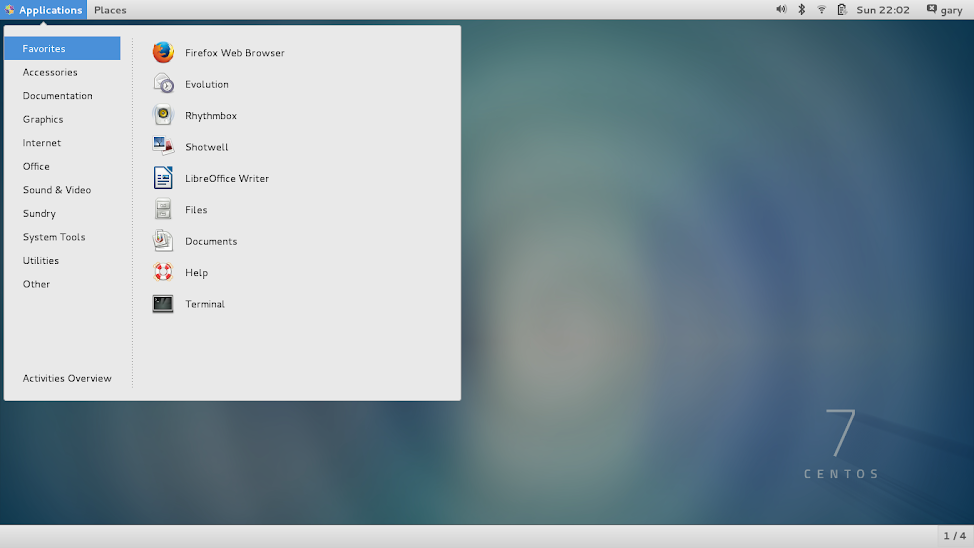 Applications Places Sun 22:02 gary
Favorites
Accessories
Documentation
Graphics
Internet
Office
Sound & Video
Sundry
System Tools
Utilities
Other
Activities Overview
Firefox Web Browser
Evolution
Rhythmbox
Shotwell
LibreOffice Writer
Files
Documents
Help
Terminal
7
CENTOS
1 / 4